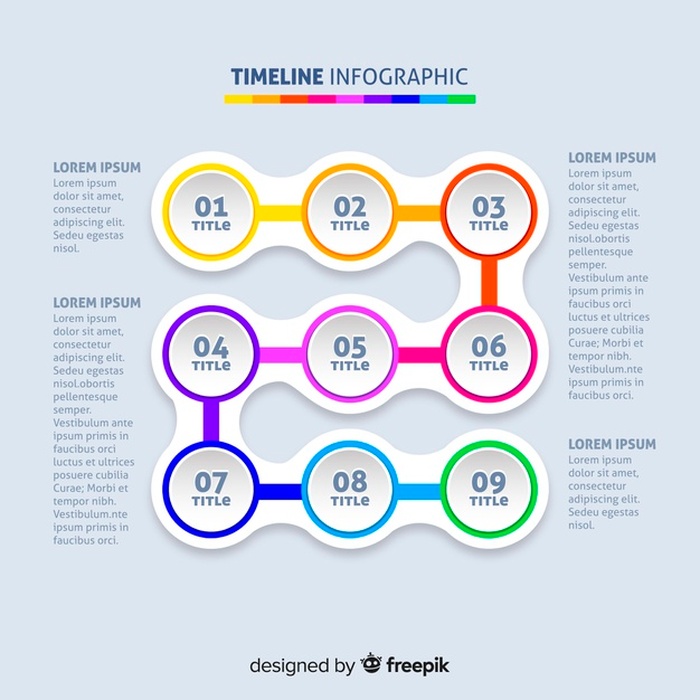 TIMELINE INFOGRAPHIC
LOREM IPSUM
Lorem ipsum
dolor sit amet,
consectetur
adipiscing elit.
Sedeu egestas
nisol.
01
TITLE
02
TITLE
03
TITLE
LOREM IPSUM
Lorem ipsum
dolor sit amet,
consectetur
adipiscing elit.
Sedeu egestas
nisol.obortis
pellentesque
semper.
Vestibulum ante
ipsum primis in
faucibus orci
luctus et ultrices
posuere cubilia
Curae; Morbi et
tempor nibh.
Vestibulum.nte
ipsum primis in
faucibus orci.
LOREM IPSUM
Lorem ipsum
dolor sit amet,
consectetur
adipiscing elit.
Sedeu egestas
nisol.obortis
pellentesque
semper.
Vestibulum ante
ipsum primis in
faucibus orci
luctus et ultrices
posuere cubilia
Curae; Morbi et
tempor nibh.
Vestibulum.nte
ipsum primis in
faucibus orci.
04
TITLE
05
TITLE
06
TITLE
07
TITLE
08
TITLE
09
TITLE
LOREM IPSUM
Lorem ipsum
dolor sit amet,
consectetur
adipiscing elit.
Sedeu egestas
nisol.
designed by freepik